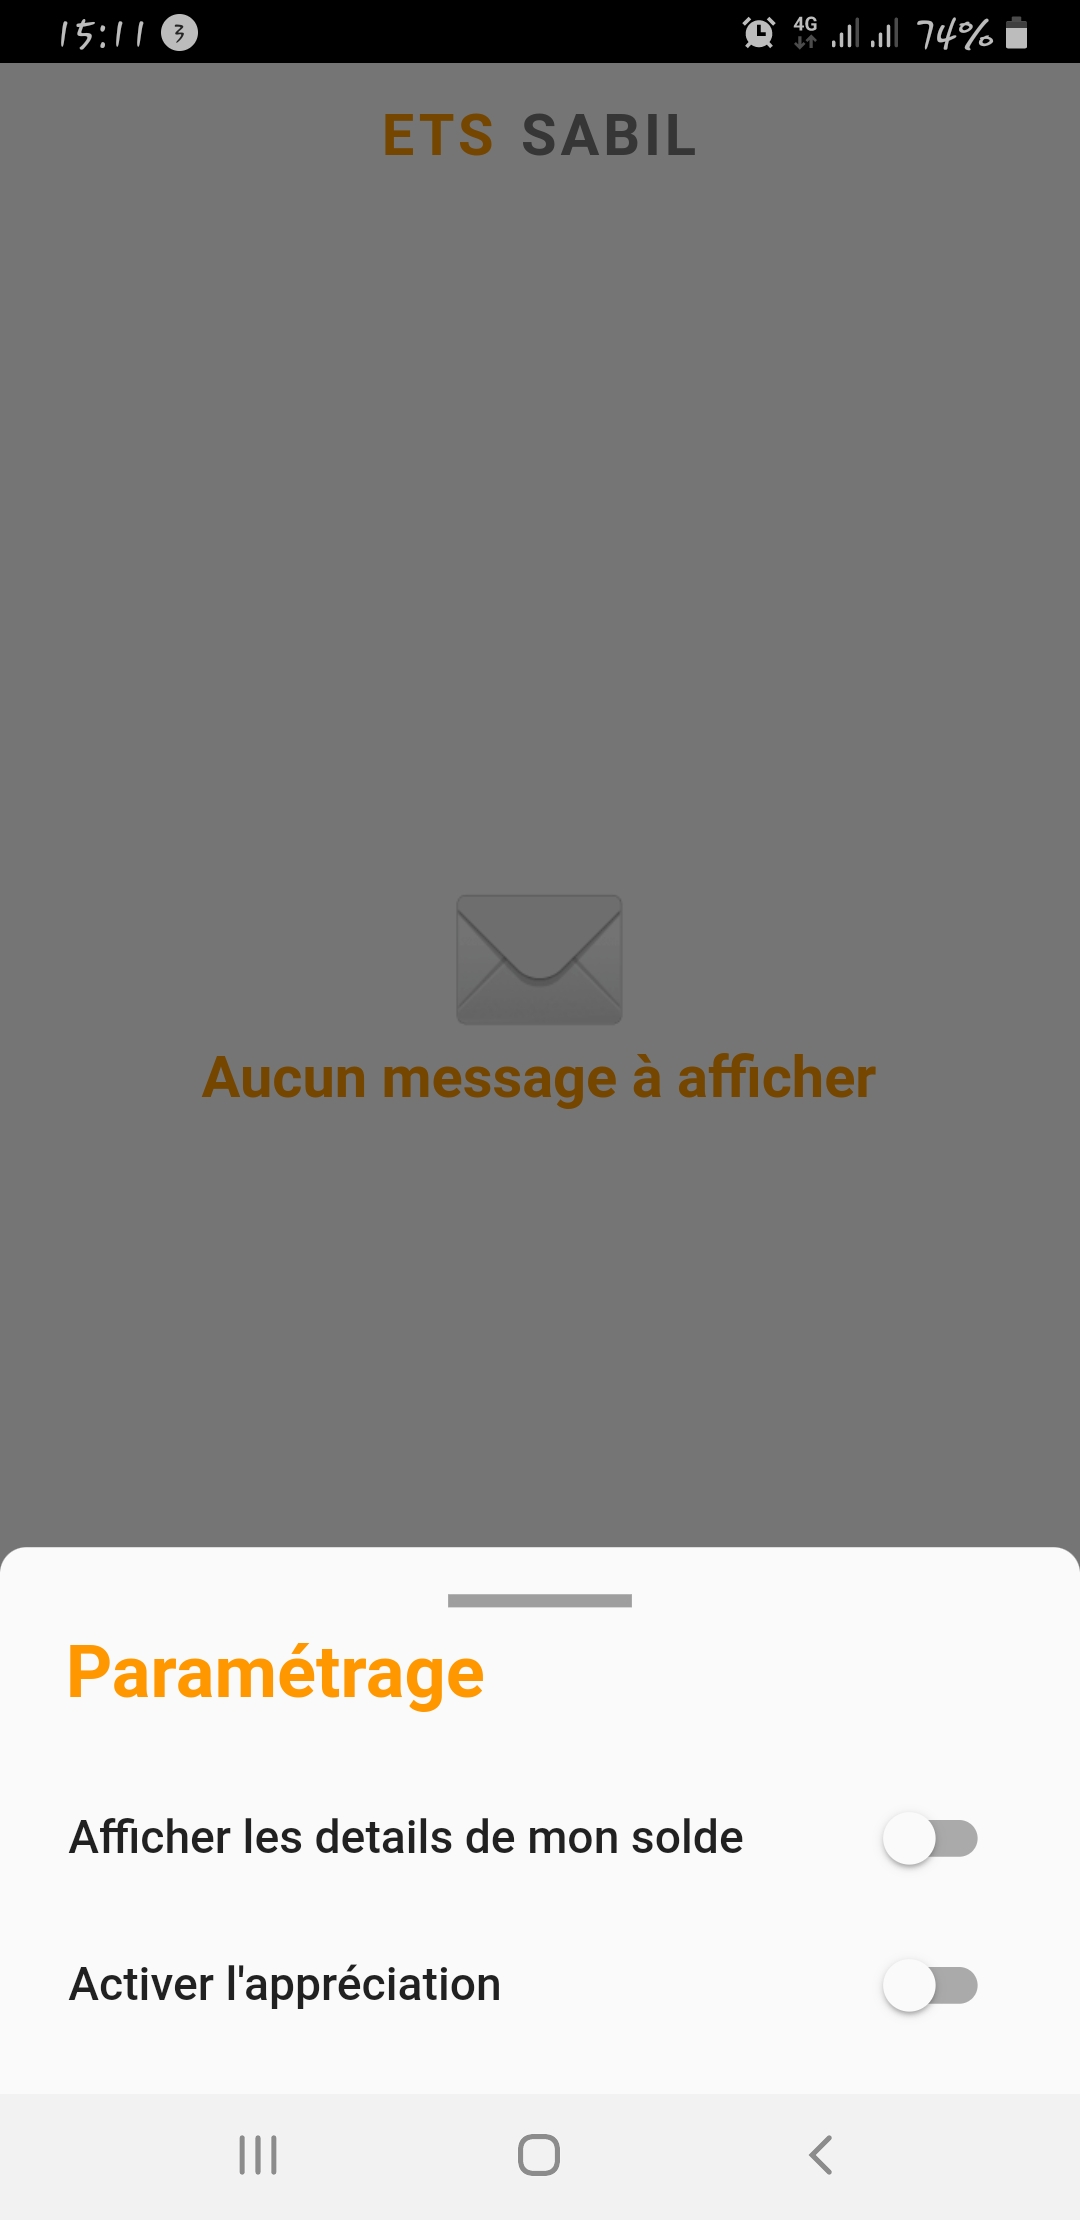 15:11 3 4G 74%
ETS SABIL
Aucun message à afficher
Paramétrage
Afficher les details de mon solde
Activer l'appréciation